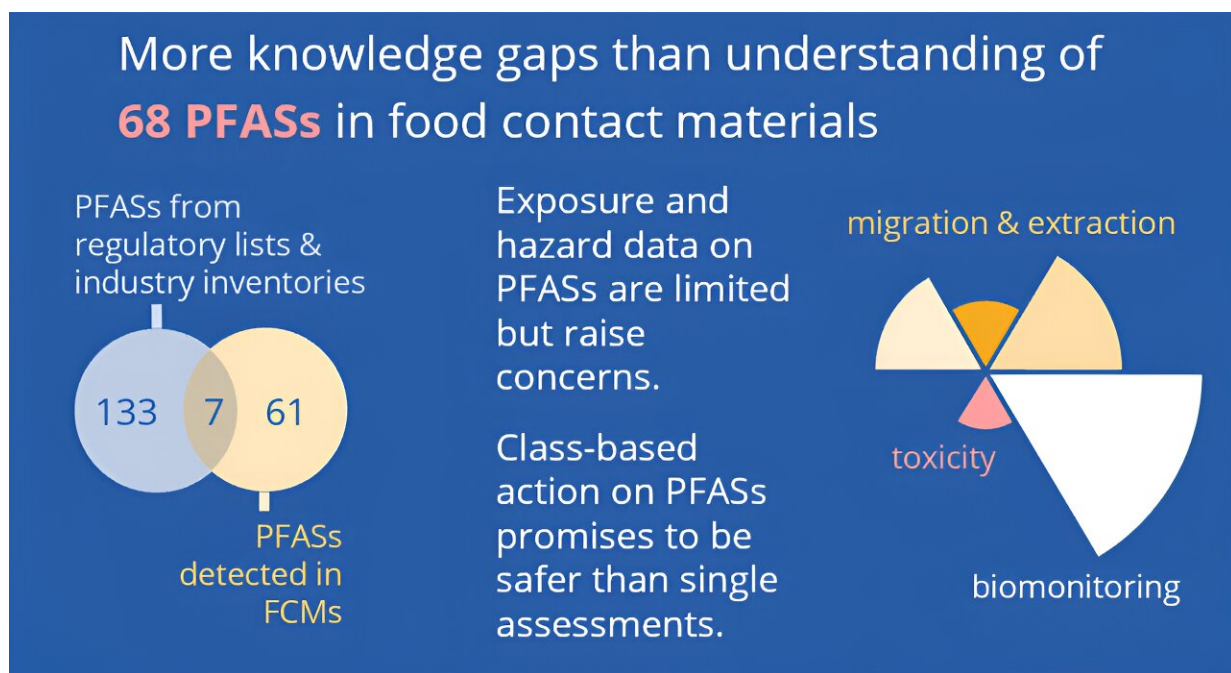 More knowledge gaps than understanding of
68 PFASs in food contact materials
PFASs from
regulatory lists &
industry inventories
133
7
61
PFASs
detected in
FCMs
Exposure and
hazard data on
PFASs are limited
but raise
concerns.
Class-based
action on PFASs
promises to be
safer than single
assessments.
migration & extraction
toxicity
biomonitoring